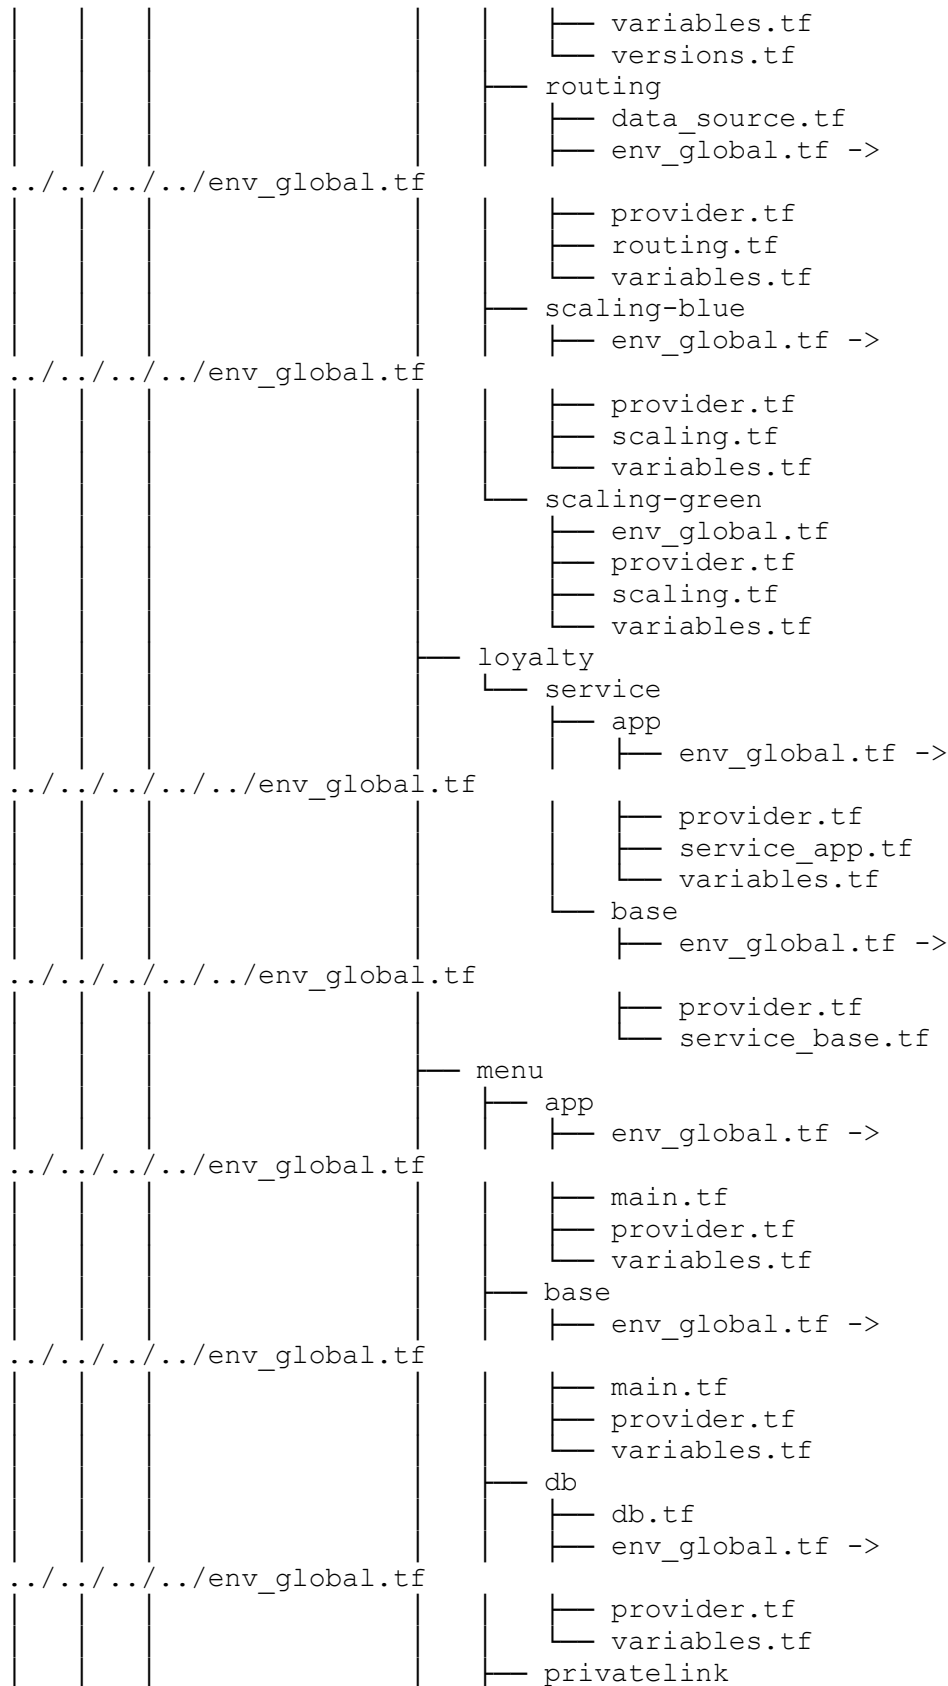 │   │   │               │   │   ├── variables.tf
│   │   │               │   │   └── versions.tf
│   │   │               │   ├── routing
│   │   │               │   │   ├── data_source.tf
│   │   │               │   │   ├── env_global.tf ->
../../../../env_global.tf
│   │   │               │   │   ├── provider.tf
│   │   │               │   │   ├── routing.tf
│   │   │               │   │   └── variables.tf
│   │   │               │   ├── scaling-blue
│   │   │               │   │   ├── env_global.tf ->
../../../../env_global.tf
│   │   │               │   │   ├── provider.tf
│   │   │               │   │   ├── scaling.tf
│   │   │               │   │   └── variables.tf
│   │   │               │   └── scaling-green
│   │   │               │       ├── env_global.tf
│   │   │               │       ├── provider.tf
│   │   │               │       ├── scaling.tf
│   │   │               │       └── variables.tf
│   │   │               ├── loyalty
│   │   │               │   └── service
│   │   │               │       ├── app
│   │   │               │       │   ├── env_global.tf ->
../../../../../env_global.tf
│   │   │               │       │   ├── provider.tf
│   │   │               │       │   ├── service_app.tf
│   │   │               │       │   └── variables.tf
│   │   │               │       └── base
│   │   │               │           ├── env_global.tf ->
../../../../../env_global.tf
│   │   │               │           ├── provider.tf
│   │   │               │           └── service_base.tf
│   │   │               ├── menu
│   │   │               │   ├── app
│   │   │               │   │   ├── env_global.tf ->
../../../../env_global.tf
│   │   │               │   │   ├── main.tf
│   │   │               │   │   ├── provider.tf
│   │   │               │   │   └── variables.tf
│   │   │               │   ├── base
│   │   │               │   │   ├── env_global.tf ->
../../../../env_global.tf
│   │   │               │   │   ├── main.tf
│   │   │               │   │   ├── provider.tf
│   │   │               │   │   └── variables.tf
│   │   │               │   ├── db
│   │   │               │   │   ├── db.tf
│   │   │               │   │   ├── env_global.tf ->
../../../../env_global.tf
│   │   │               │   │   ├── provider.tf
│   │   │               │   │   └── variables.tf
│   │   │               │   ├── privatelink